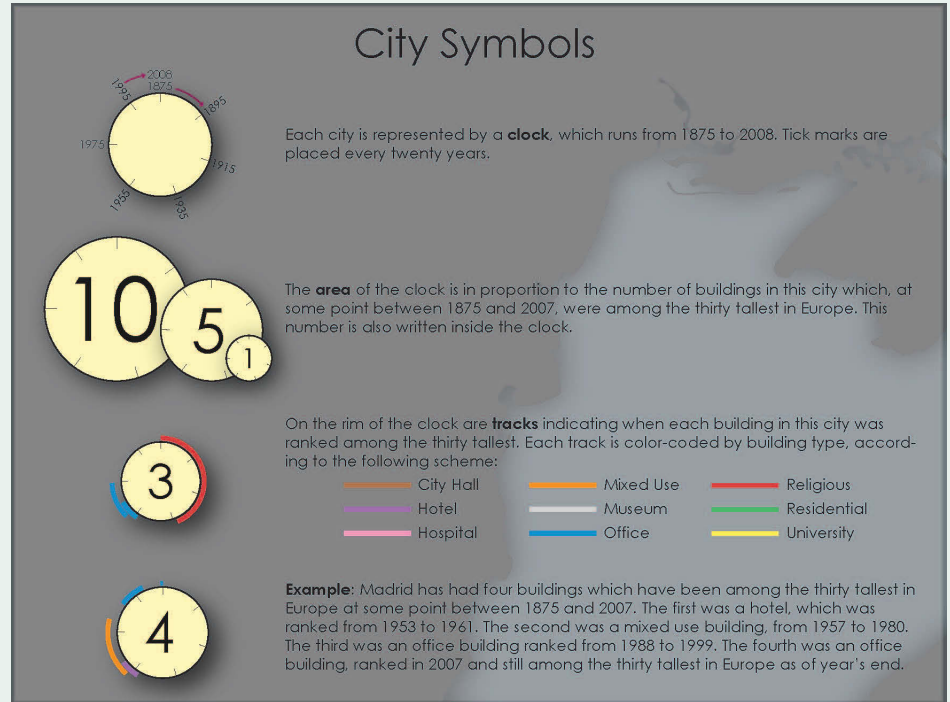 City Symbols
2008
1875
1995
1895
1975
1915
1955
1935
Each city is represented by a clock, which runs from 1875 to 2008. Tick marks are
placed every twenty years.
10
5
1
The area of the clock is in proportion to the number of buildings in this city which, at
some point between 1875 and 2007, were among the thirty tallest in Europe. This
number is also written inside the clock.
3
On the rim of the clock are tracks indicating when each building in this city was
ranked among the thirty tallest. Each track is color-coded by building type, accord-
ing to the following scheme:
City Hall
Mixed Use
Religious
Hotel
Museum
Residential
Hospital
Office
University
4
Example: Madrid has had four buildings which have been among the thirty tallest in
Europe at some point between 1875 and 2007. The first was a hotel, which was
ranked from 1953 to 1961. The second was a mixed use building, from 1957 to 1980.
The third was an office building ranked from 1988 to 1999. The fourth was an office
building, ranked in 2007 and still among the thirty tallest in Europe as of year's end.